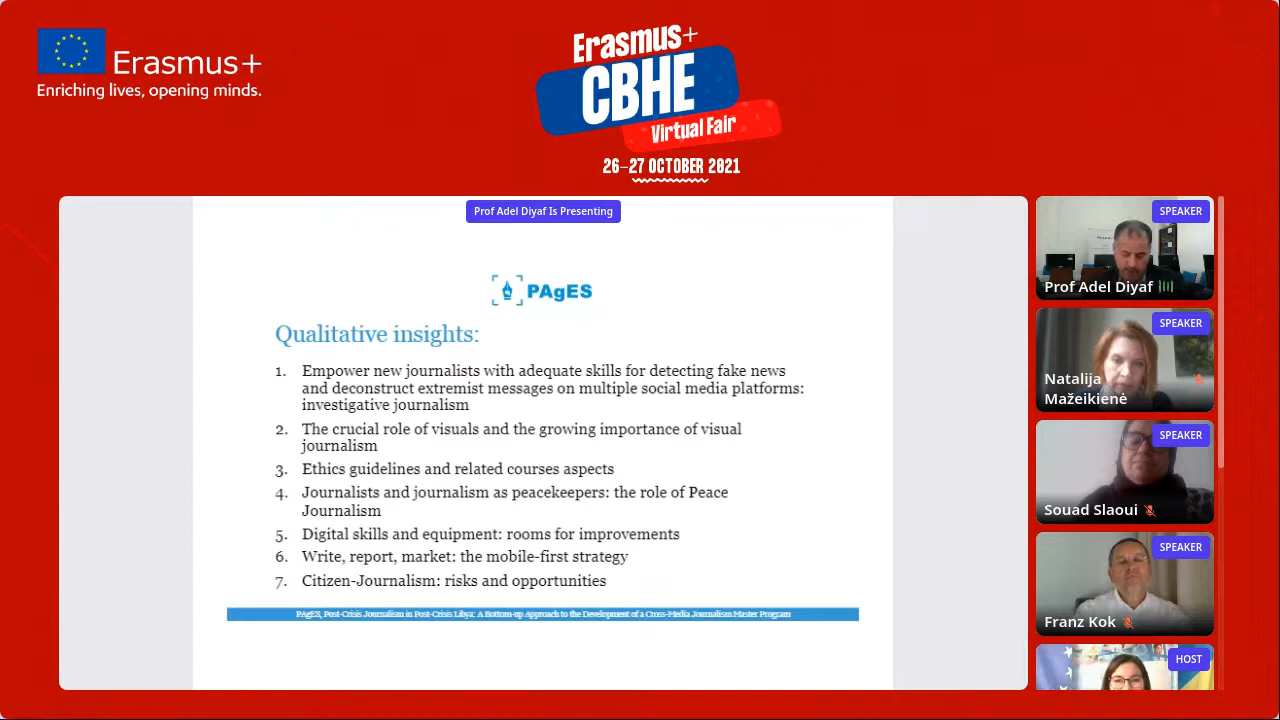 Erasmus+
Enriching lives, opening minds.
Erasmus+
CBHE
Virtual Fair
26–27 OCTOBER 2021
Prof Adel Diyaf Is Presenting
PAgES
Qualitative insights:
1. Empower new journalists with adequate skills for detecting fake news
and deconstruct extremist messages on multiple social media platforms:
investigative journalism
2. The crucial role of visuals and the growing importance of visual
journalism
3. Ethics guidelines and related courses aspects
4. Journalists and journalism as peacekeepers: the role of Peace
Journalism
5. Digital skills and equipment: rooms for improvements
6. Write, report, market: the mobile-first strategy
7. Citizen-Journalism: risks and opportunities
PAgES, Post-Crisis Journalism in Post-Crisis Libya: A Bottom-up Approach to the Development of a Cross-Media Journalism Master Program
SPEAKER
Prof Adel Diyaf
SPEAKER
Natalija
Mažeikienė
SPEAKER
Souad Slaoui
SPEAKER
Franz Kok
HOST